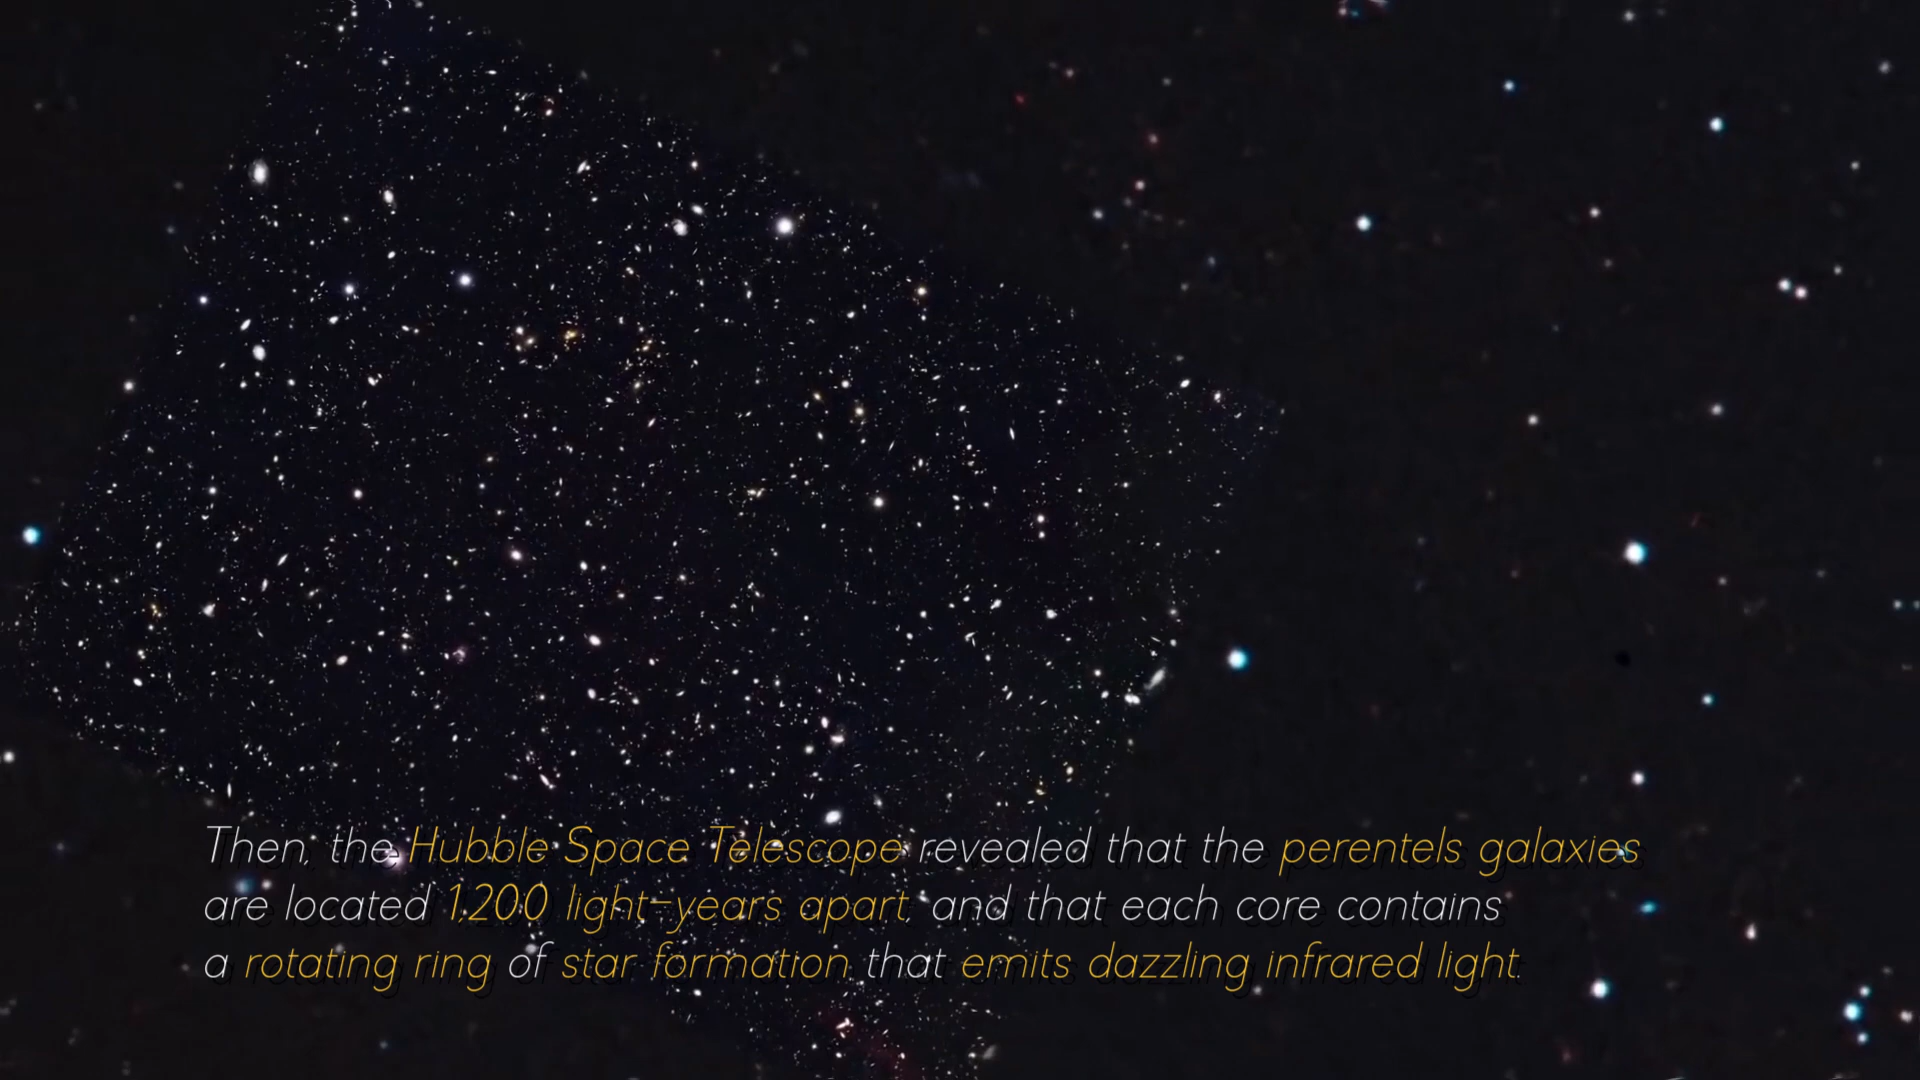 Then, the Hubble Space Telescope revealed that the perentels galaxies
are located 1,200 light-years apart, and that each core contains
a rotating ring of star formation that emits dazzling infrared light.